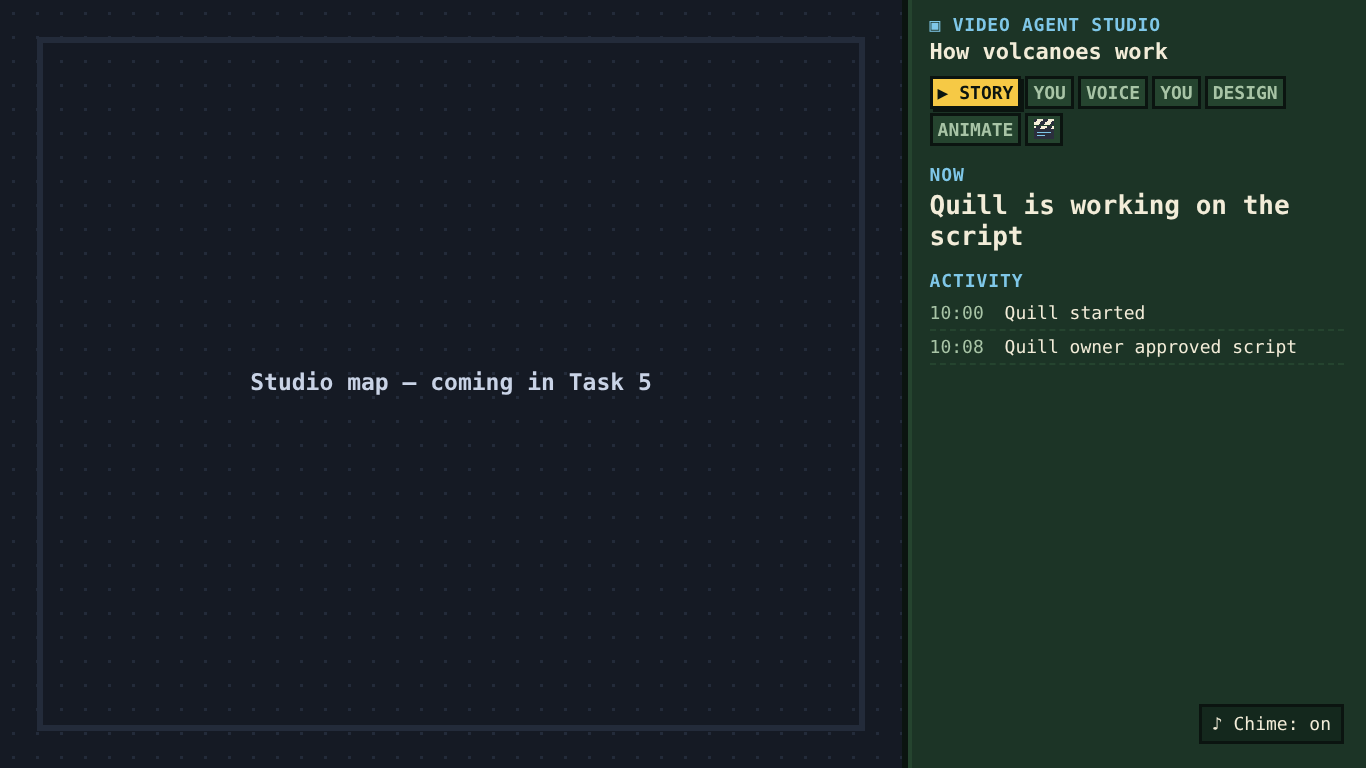 Studio map — coming in Task 5
▣ VIDEO AGENT STUDIO
How volcanoes work
▶ STORY YOU VOICE YOU DESIGN
ANIMATE 🎬
NOW
Quill is working on the
script
ACTIVITY
10:00 Quill started
10:08 Quill owner approved script
♪ Chime: on